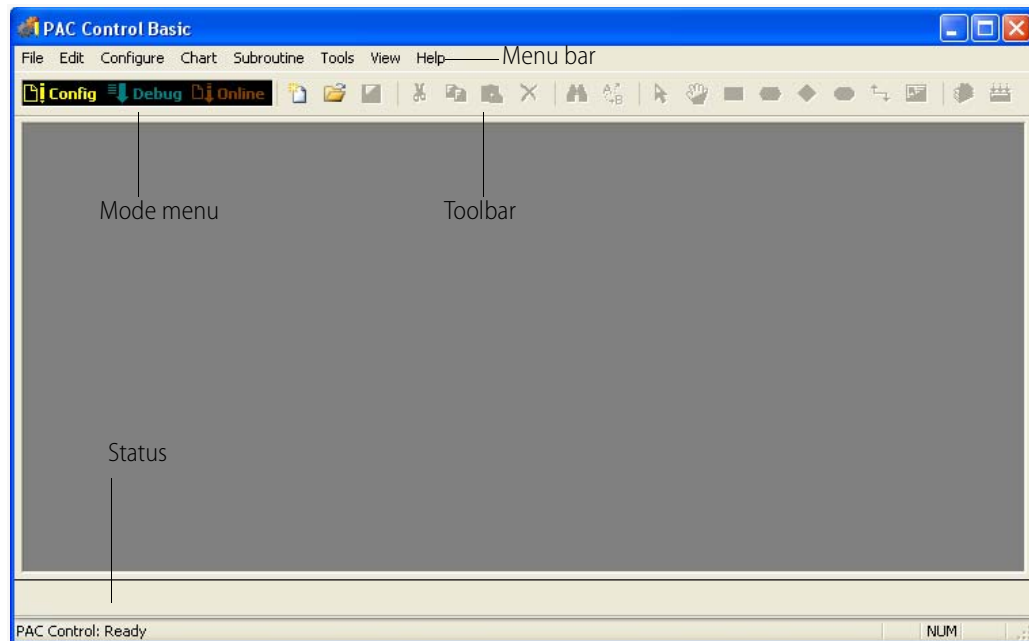 PAC Control Basic
File Edit Configure Chart Subroutine Tools View Help Menu bar
Config Debug Online
Mode menu Toolbar
Status
PAC Control: Ready NUM